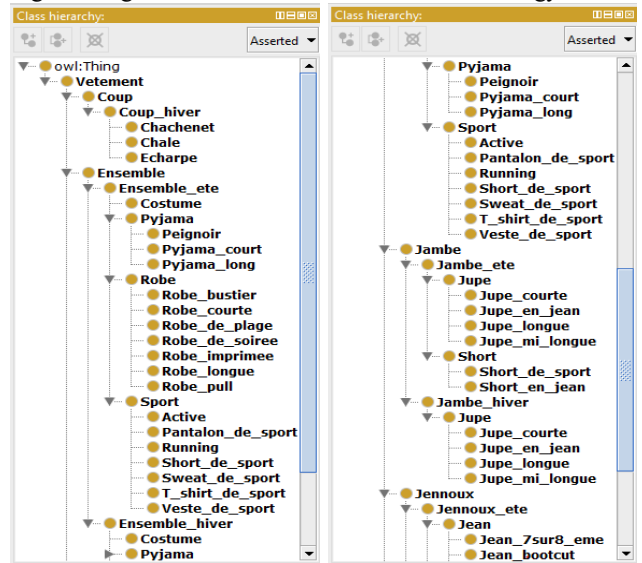 Class hierarchy:
Asserted
owl:Thing
Vetement
Coup
Coup_hiver
Chachenet
Chale
Echarpe
Ensemble
Ensemble_ete
Costume
Pyjama
Peignoir
Pyjama_court
Pyjama_long
Robe
Robe_bustier
Robe_courte
Robe_de_plage
Robe_de_soiree
Robe_imprimee
Robe_longue
Robe_pull
Sport
Active
Pantalon_de_sport
Running
Short_de_sport
Sweat_de_sport
T_shirt_de_sport
Veste_de_sport
Ensemble_hiver
Costume
Pyjama
Class hierarchy:
Asserted
Pyjama
Peignoir
Pyjama_court
Pyjama_long
Sport
Active
Pantalon_de_sport
Running
Short_de_sport
Sweat_de_sport
T_shirt_de_sport
Veste_de_sport
Jambe
Jambe_ete
Jupe
Jupe_courte
Jupe_en_jean
Jupe_longue
Jupe_mi_longue
Short
Short_de_sport
Short_en_jean
Jambe_hiver
Jupe
Jupe_courte
Jupe_en_jean
Jupe_longue
Jupe_mi_longue
Jennoux
Jennoux_ete
Jean
Jean_7sur8_eme
Jean_bootcut